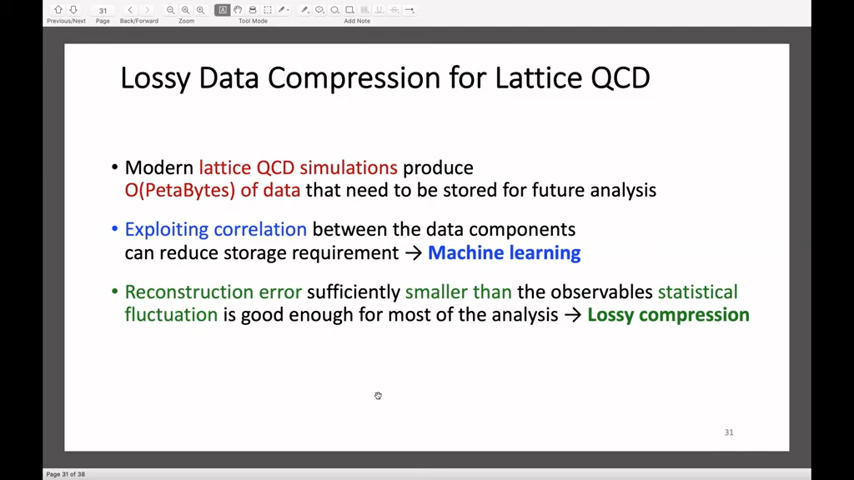 31
Previous/Next
Page
Back/Forward
Zoom
Tool Mode
Add Note
Lossy Data Compression for Lattice QCD
• Modern lattice QCD simulations produce
O(PetaBytes) of data that need to be stored for future analysis
• Exploiting correlation between the data components
can reduce storage requirement → Machine learning
• Reconstruction error sufficiently smaller than the observables statistical
fluctuation is good enough for most of the analysis → Lossy compression
31
Page 31 of 38